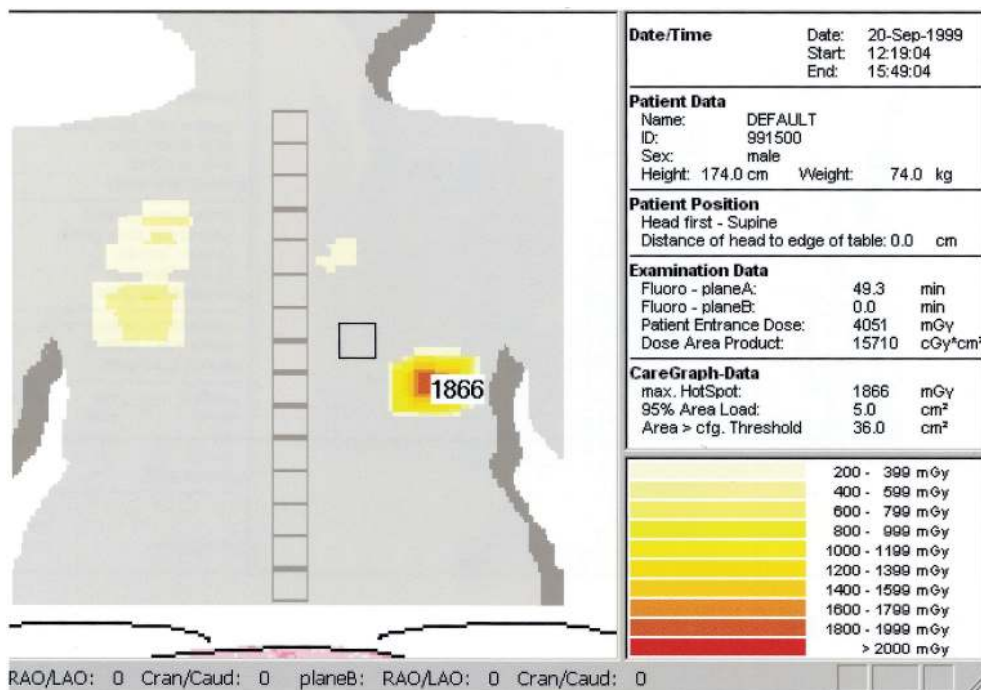 1866
Date/Time Date: 20-Sep-1999
Start: 12:19:04
End: 15:49:04
Patient Data
Name: DEFAULT
ID: 991500
Sex: male
Height: 174.0 cm Weight: 74.0 kg
Patient Position
Head first - Supine
Distance of head to edge of table: 0.0 cm
Examination Data
Fluoro - planeA: 49.3 min
Fluoro - planeB: 0.0 min
Patient Entrance Dose: 4051 mGy
Dose Area Product: 15710 cGy*cm²
CareGraph-Data
max. HotSpot: 1866 mGy
95% Area Load: 5.0 cm²
Area > cfg. Threshold 36.0 cm²
200 - 399 mGy
400 - 599 mGy
600 - 799 mGy
800 - 999 mGy
1000 - 1199 mGy
1200 - 1399 mGy
1400 - 1599 mGy
1600 - 1799 mGy
1800 - 1999 mGy
> 2000 mGy
RAO/LAO: 0 Cran/Caud: 0 planeB: RAO/LAO: 0 Cran/Caud: 0